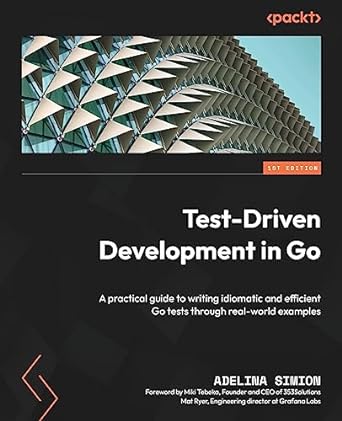 <packt>
1ST EDITION
Test-Driven
Development in Go
A practical guide to writing idiomatic and efficient
Go tests through real-world examples
ADELINA SIMION
Foreword by Miki Tebeka, Founder and CEO of 353Solutions
Mat Ryer, Engineering director at Grafana Labs